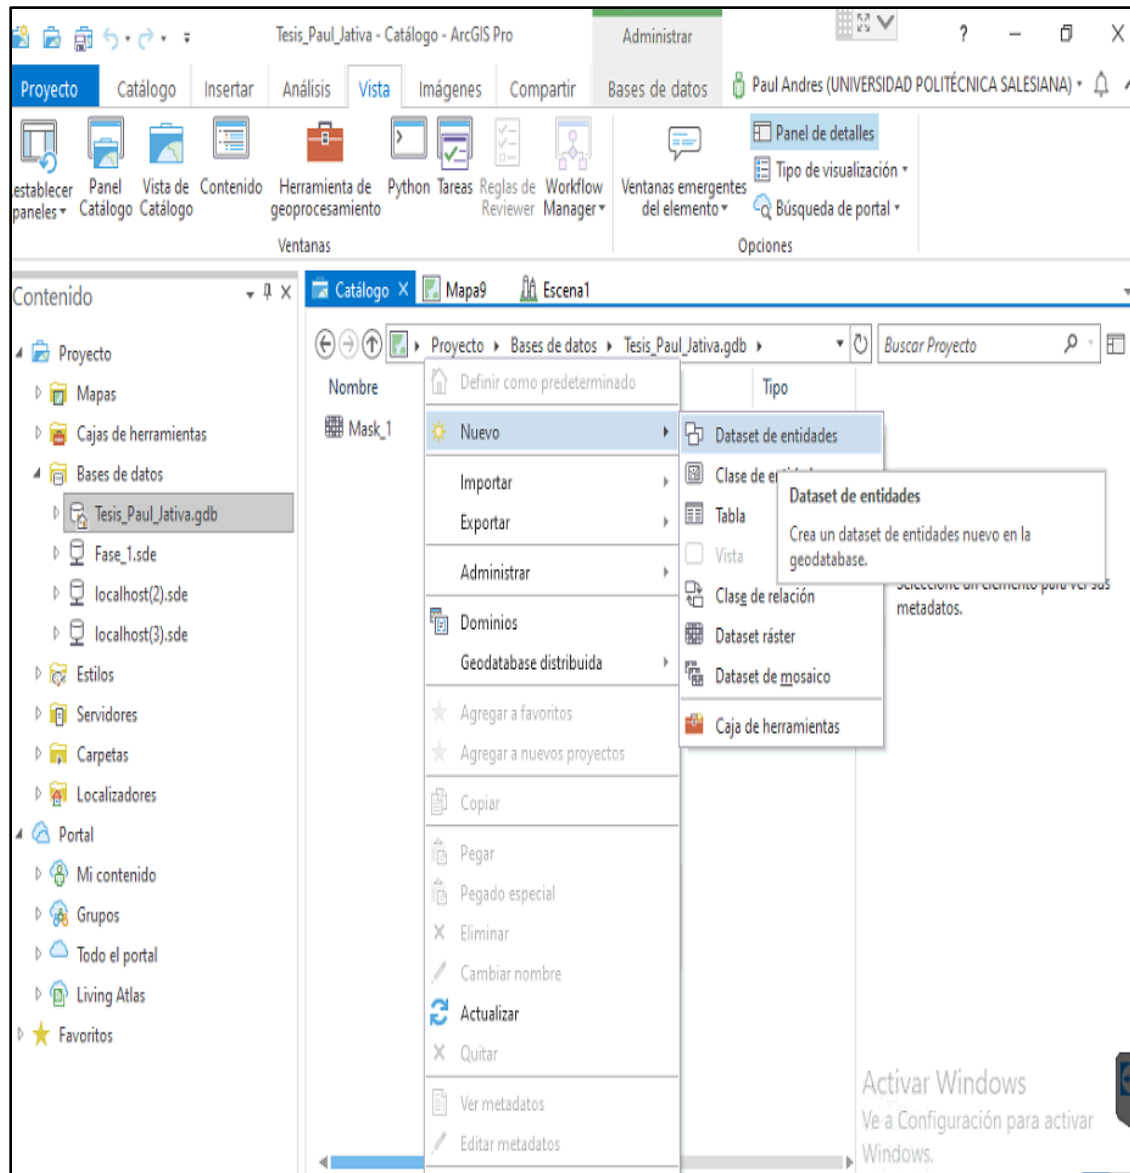 Tesis_Paul_Jativa - Catálogo - ArcGIS Pro
Administrar
?
Proyecto
Catálogo
Insertar
Análisis
Vista
Imágenes
Compartir
Bases de datos
Paul Andres (UNIVERSIDAD POLITÉCNICA SALESIANA)
establecer paneles
Panel Catálogo
Vista de Catálogo
Contenido
Herramienta de geoprocesamiento
Python
Tareas
Reglas de Reviewer
Workflow Manager
Ventanas emergentes del elemento
Panel de detalles
Tipo de visualización
Búsqueda de portal
Ventanas
Opciones
Contenido
Catálogo
Mapa9
Escena1
Proyecto
Bases de datos
Tesis_Paul_Jativa.gdb
Buscar Proyecto
Proyecto
Mapas
Cajas de herramientas
Bases de datos
Tesis_Paul_Jativa.gdb
Fase_1.sde
localhost(2).sde
localhost(3).sde
Estilos
Servidores
Carpetas
Localizadores
Portal
Mi contenido
Grupos
Todo el portal
Living Atlas
Favoritos
Nombre
Tipo
Mask_1
Definir como predeterminado
Nuevo
Importar
Exportar
Administrar
Dominios
Geodatabase distribuida
Agregar a favoritos
Agregar a nuevos proyectos
Copiar
Pegar
Pegado especial
Eliminar
Cambiar nombre
Actualizar
Quitar
Ver metadatos
Editar metadatos
Dataset de entidades
Clase de
Tabla
Vista
Clase de relación
Dataset ráster
Dataset de mosaico
Caja de herramientas
Dataset de entidades
Crea un dataset de entidades nuevo en la
geodatabase.
Seleccione un elemento para ver sus
metadatos.
Activar Windows
Ve a Configuración para activar
Windows.